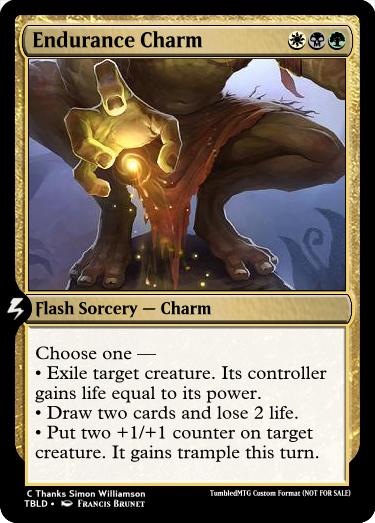 Endurance Charm
Flash Sorcery — Charm
Choose one —
• Exile target creature. Its controller
gains life equal to its power.
• Draw two cards and lose 2 life.
• Put two +1/+1 counter on target
creature. It gains trample this turn.
C Thanks Simon Williamson
TBLD • Francis Brunet
TumbledMTG Custom Format (NOT FOR SALE)